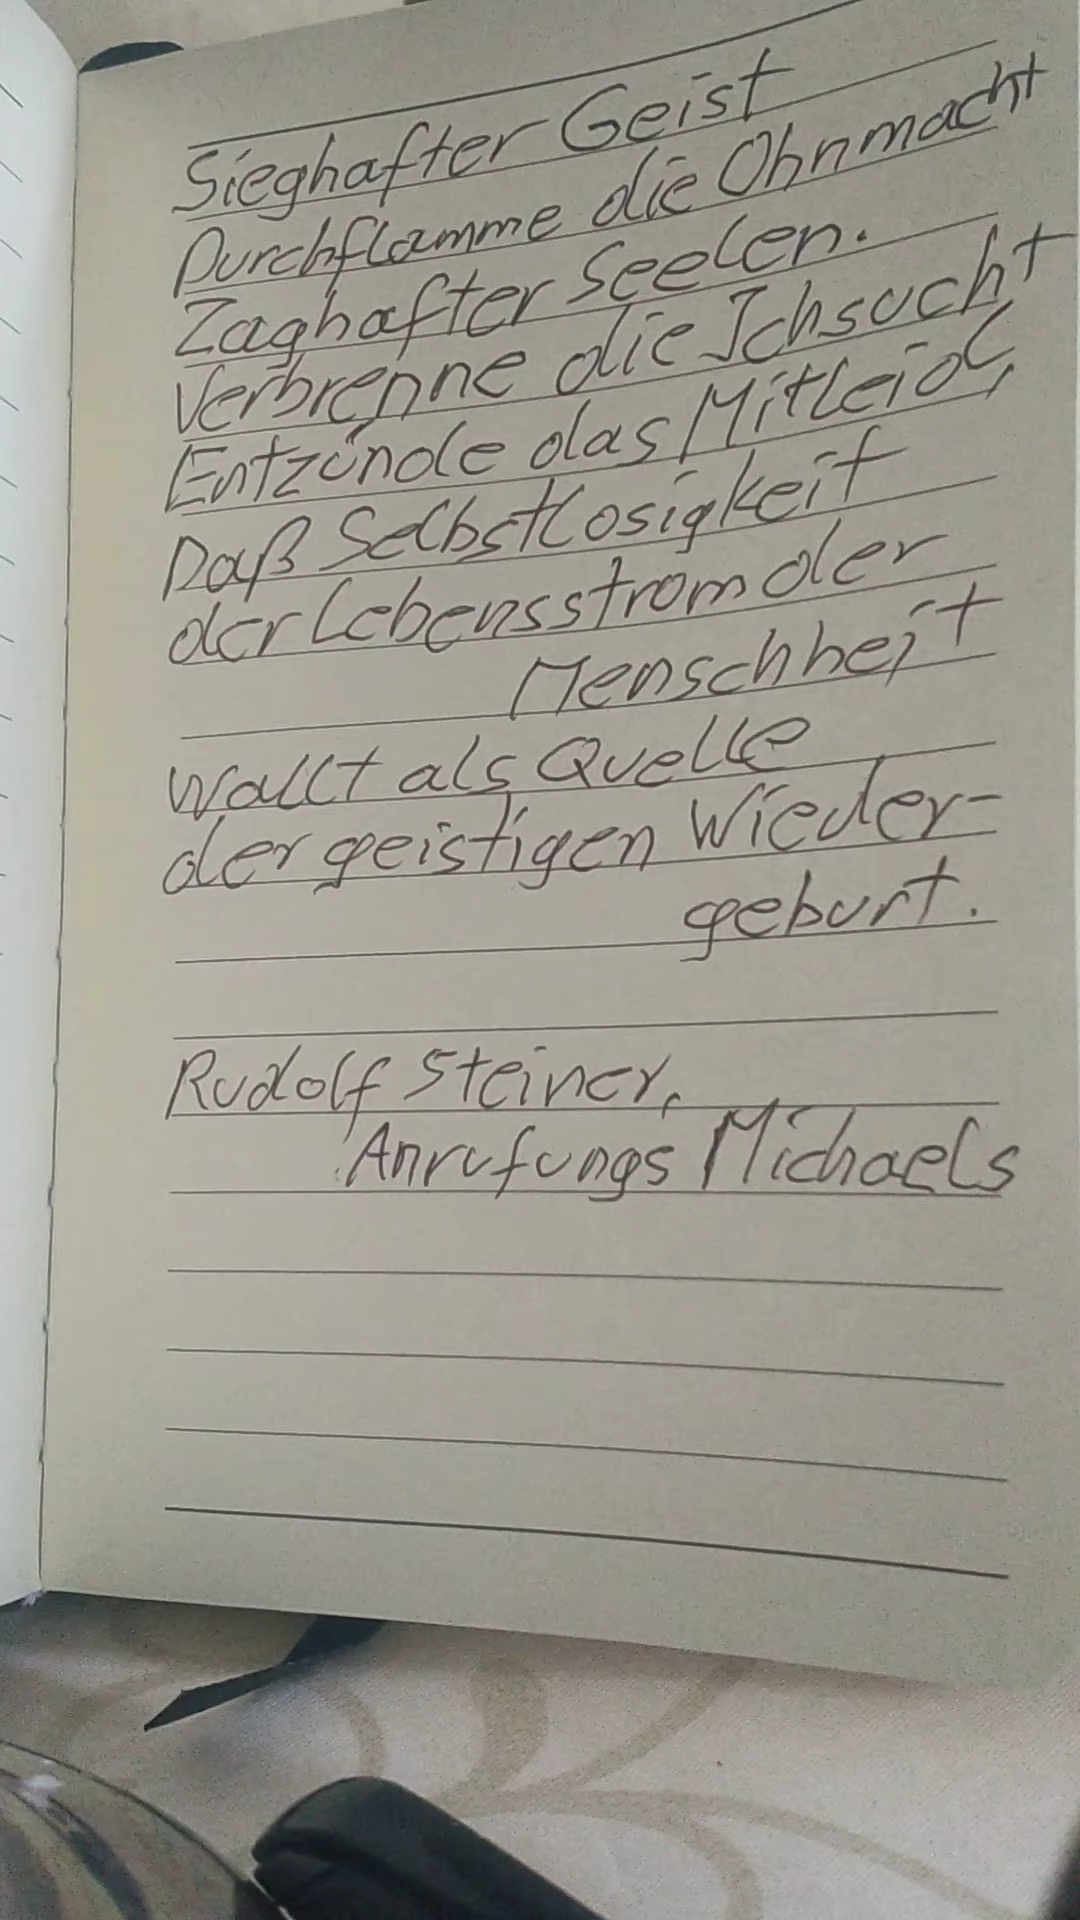 Sieghafter Geist
Durchflamme die Ohnmacht
Zaghafter Seelen.
Verbrenne die Ichsucht
Entzünde das Mitleid,
Daß Selbstlosigkeit
der Lebensstrom der
Menschheit
Wallt als Quelle
der geistigen Wieder-
geburt.
Rudolf Steiner,
Anrufungs Michaels